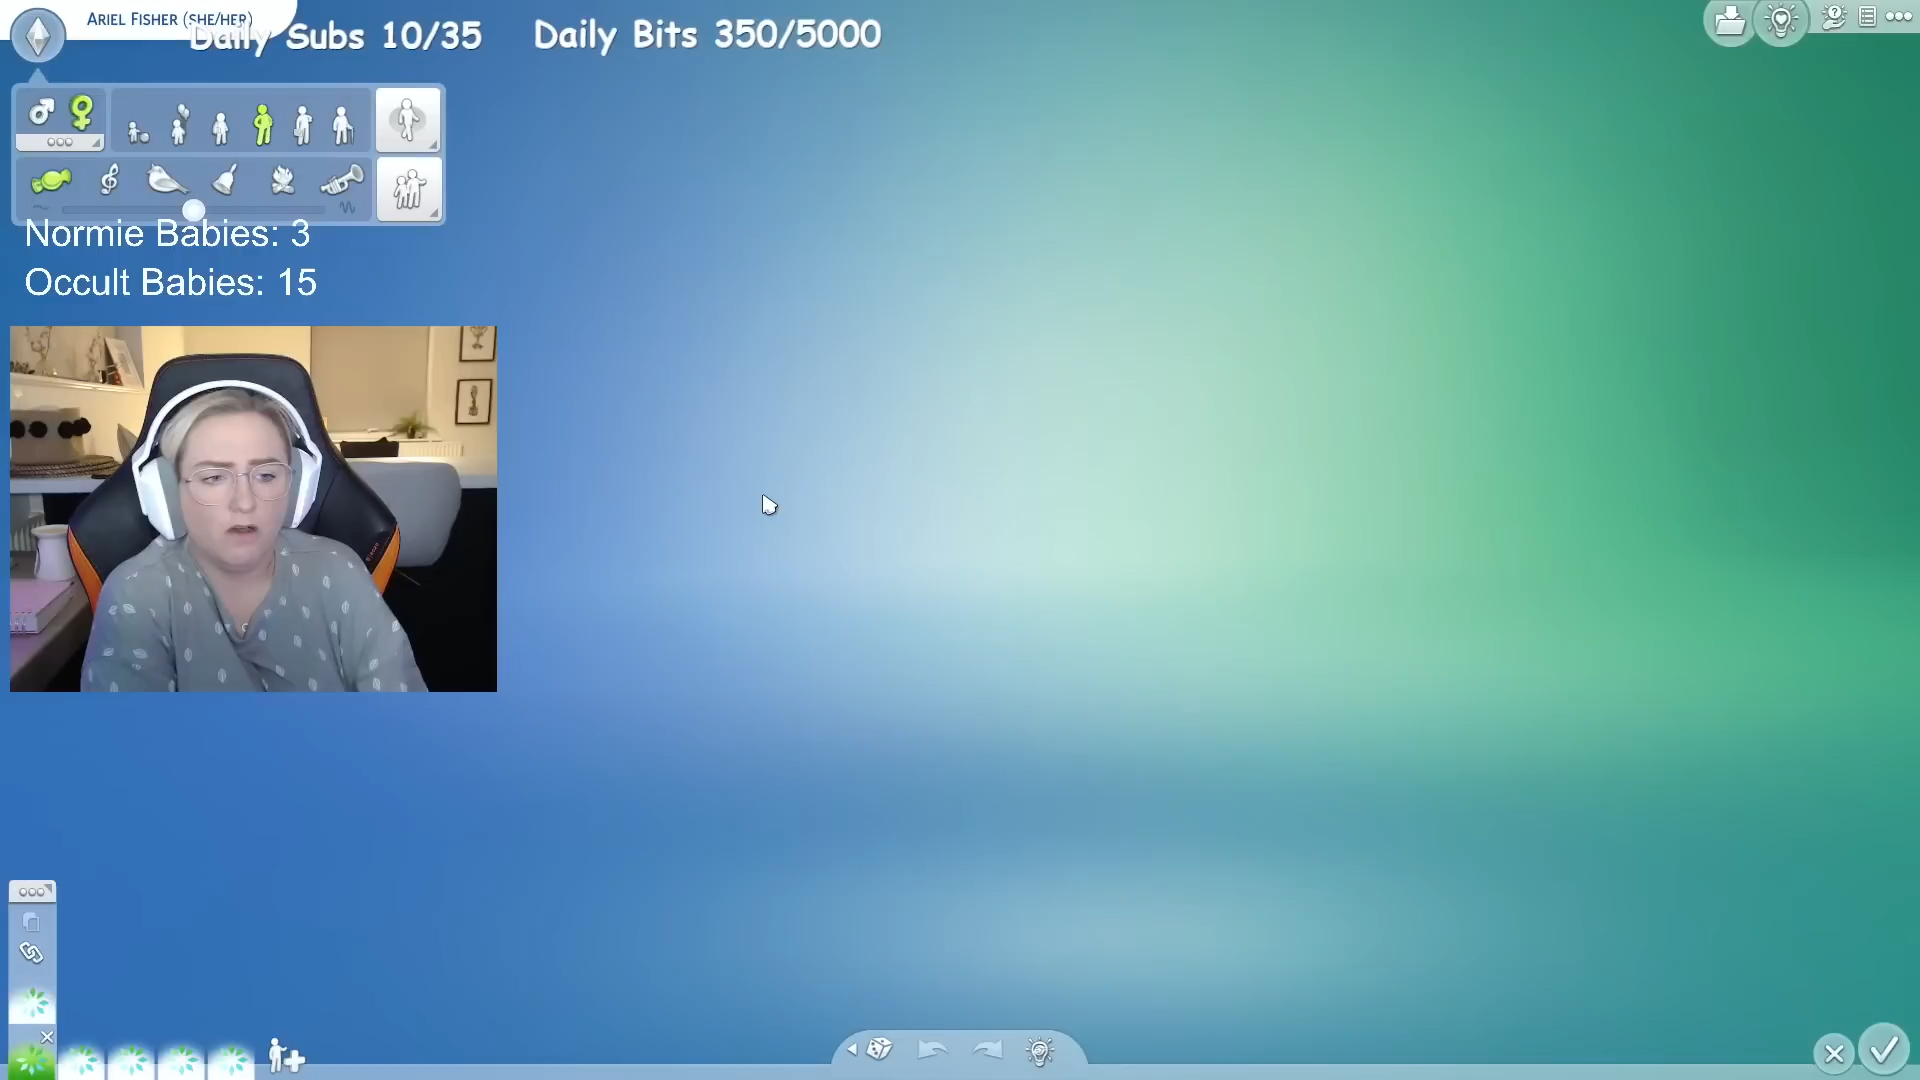 ARIEL FISHER (SHE/HER)
Daily Subs 10/35
Daily Bits 350/5000
Normie Babies: 3
Occult Babies: 15